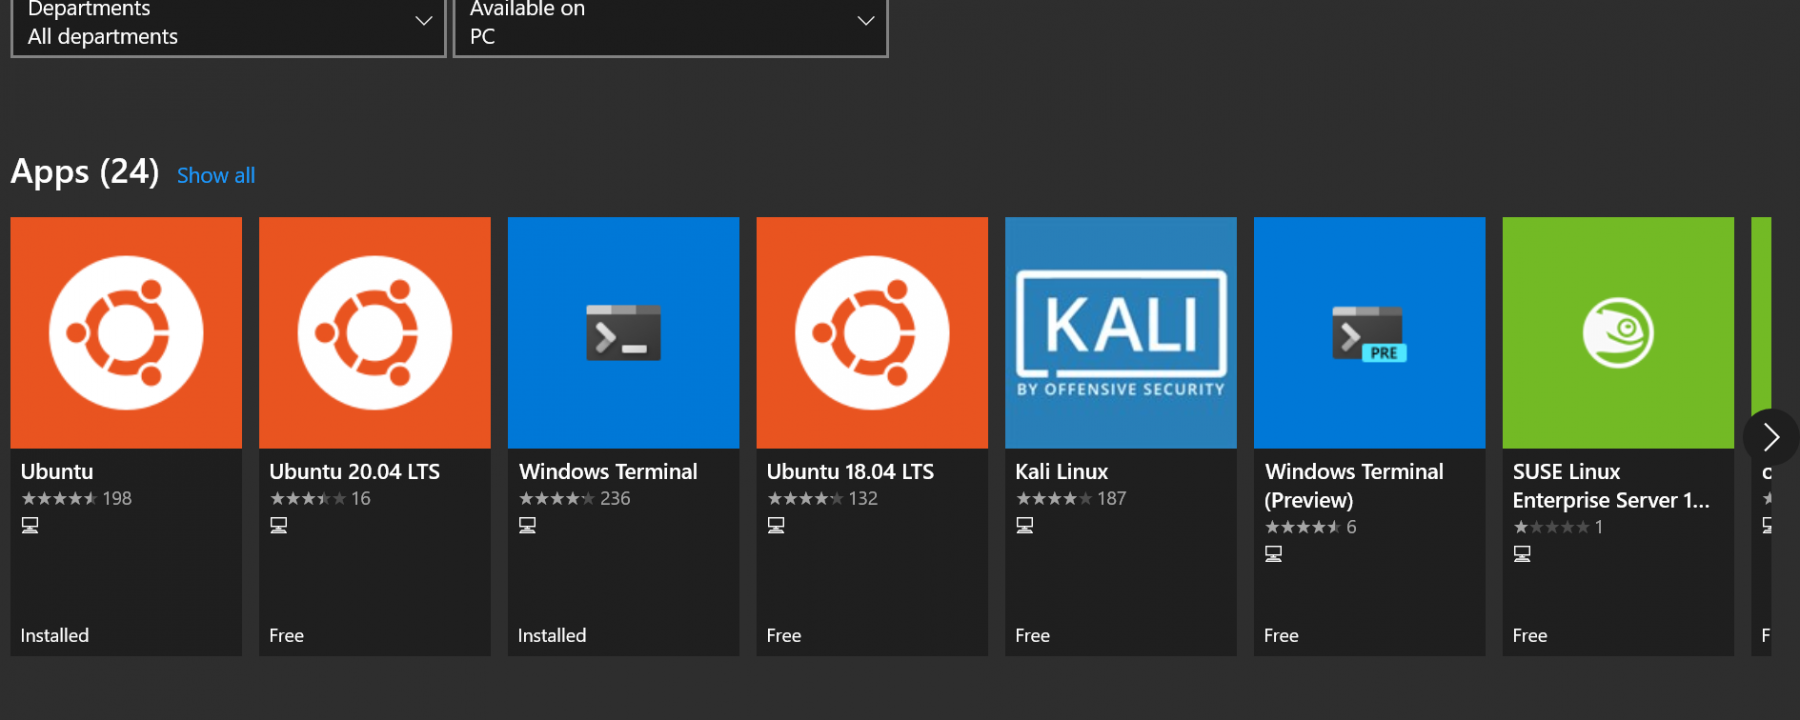 Departments
All departments
Available on
PC
Apps (24) Show all
KALI
BY OFFENSIVE SECURITY
PRE
Ubuntu
198
Installed
Ubuntu 20.04 LTS
16
Free
Windows Terminal
236
Installed
Ubuntu 18.04 LTS
132
Free
Kali Linux
187
Free
Windows Terminal
(Preview)
6
Free
SUSE Linux
Enterprise Server 1...
1
Free